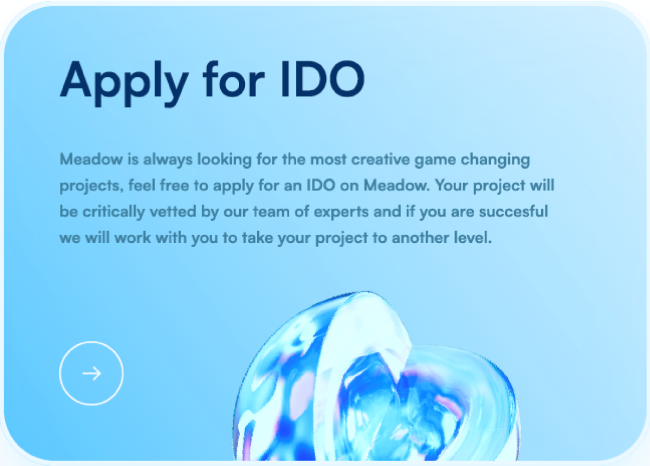 Apply for IDO
Meadow is always looking for the most creative game changing
projects, feel free to apply for an IDO on Meadow. Your project will
be critically vetted by our team of experts and if you are succesful
we will work with you to take your project to another level.